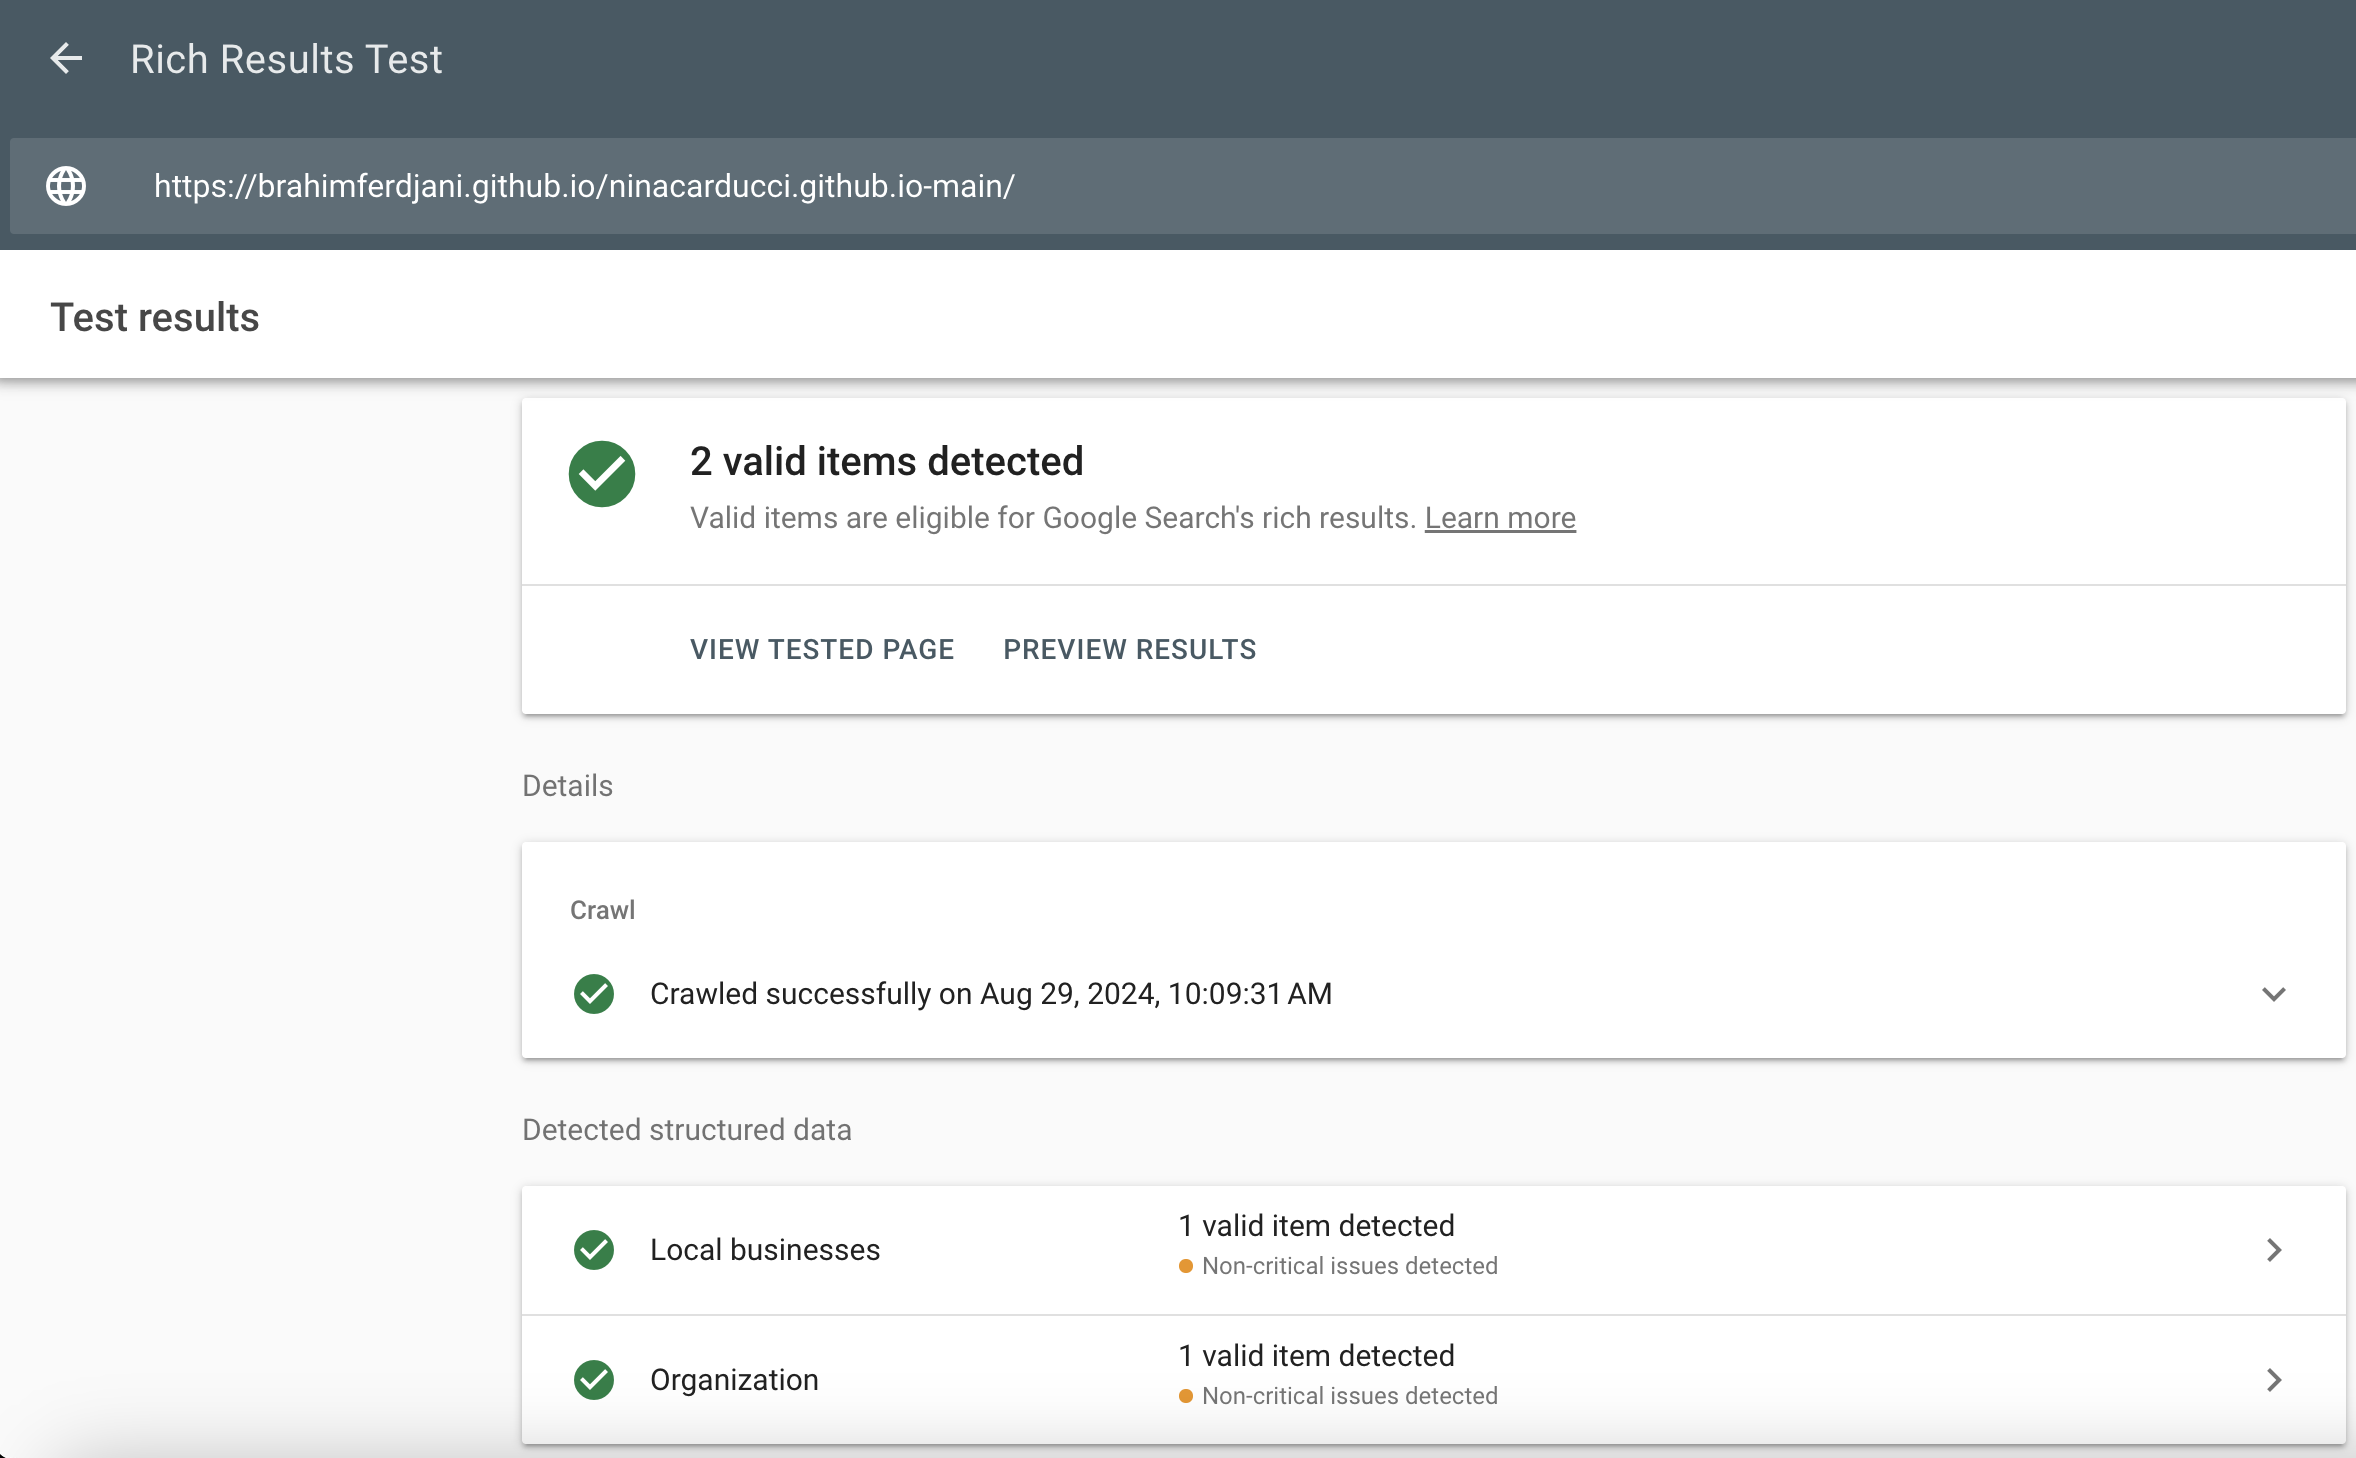 Rich Results Test
https://brahimferdjani.github.io/ninacarducci.github.io-main/
Test results
2 valid items detected
Valid items are eligible for Google Search's rich results. Learn more
VIEW TESTED PAGE PREVIEW RESULTS
Details
Crawl
Crawled successfully on Aug 29, 2024, 10:09:31 AM
Detected structured data
Local businesses
1 valid item detected
Non-critical issues detected
Organization
1 valid item detected
Non-critical issues detected